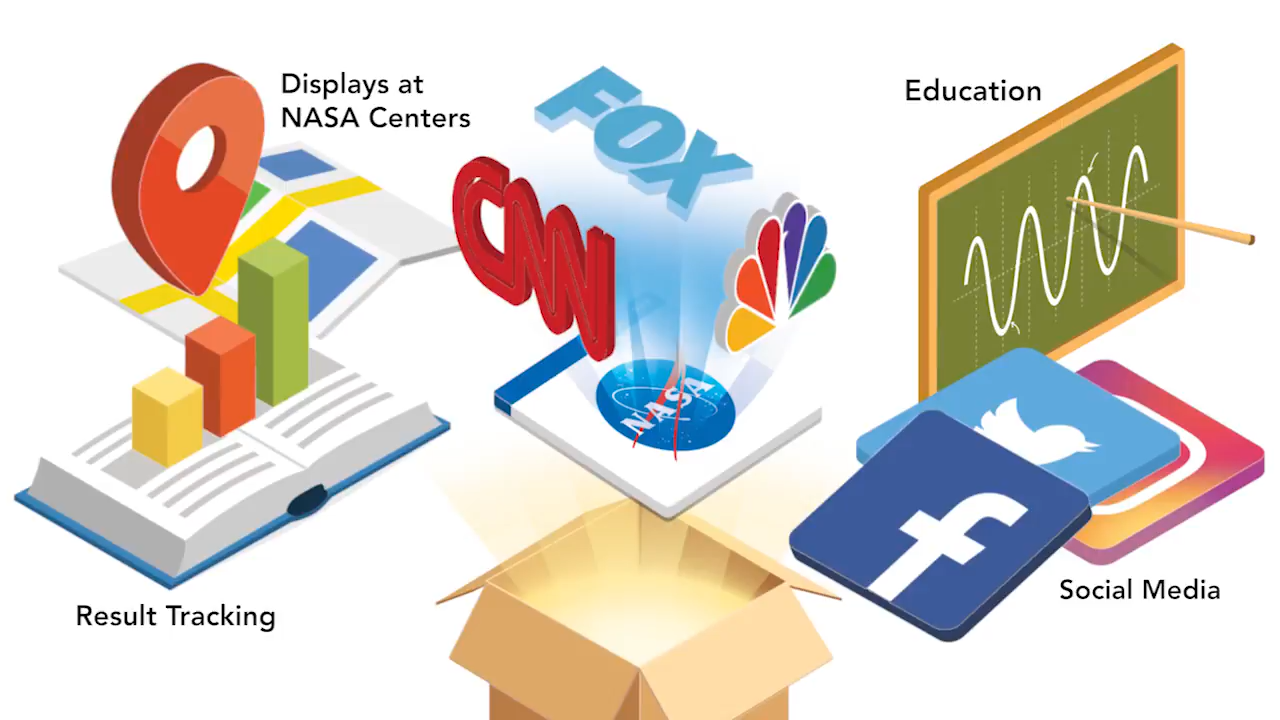 Displays at
NASA Centers
FOX
Education
CNN
NASA
f
Social Media
Result Tracking